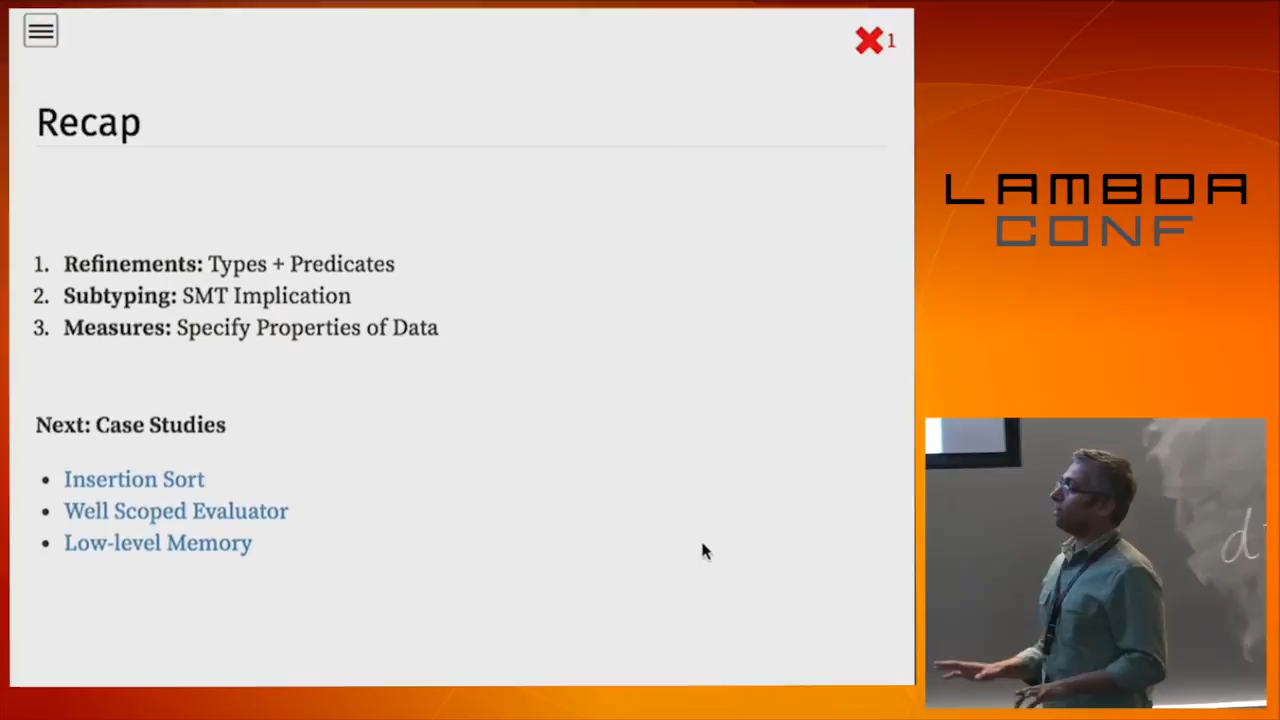 1
Recap
1. Refinements: Types + Predicates
2. Subtyping: SMT Implication
3. Measures: Specify Properties of Data
Next: Case Studies
• Insertion Sort
• Well Scoped Evaluator
• Low-level Memory
LAMBDA
CONF
d